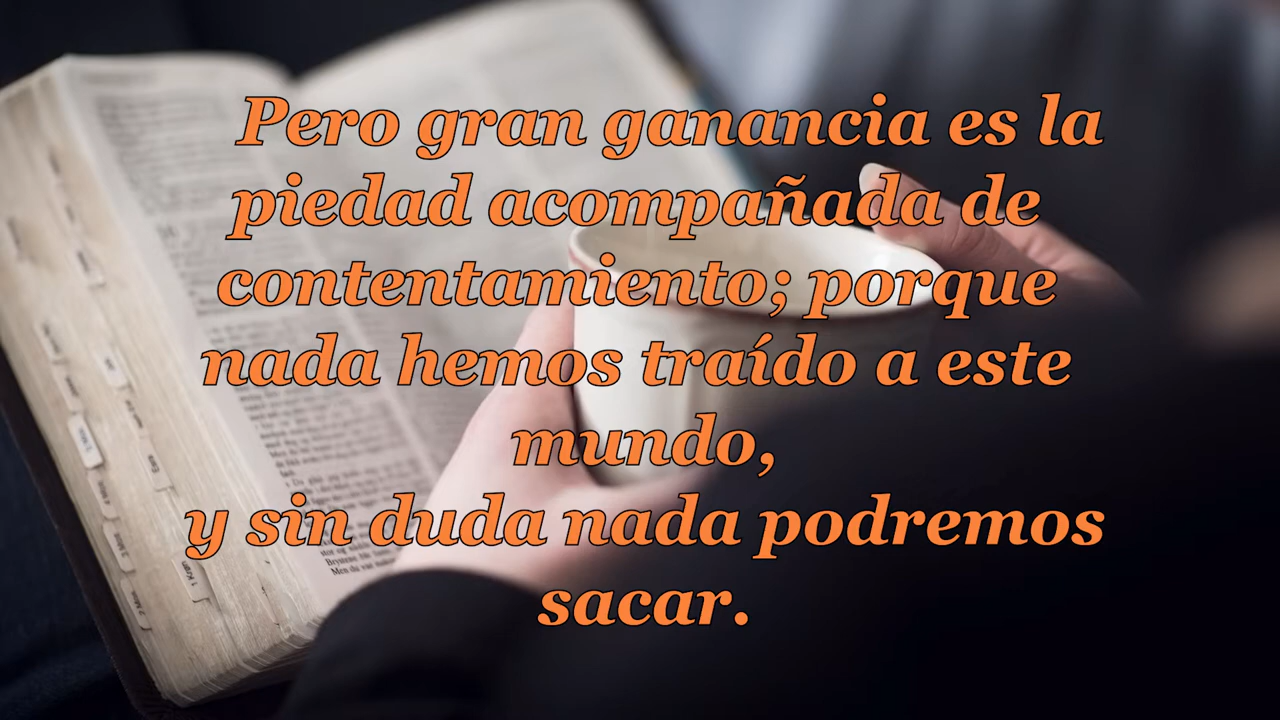 Pero gran ganancia es la
piedad acompañada de
contentamiento; porque
nada hemos traído a este
mundo,
y sin duda nada podremos
sacar.